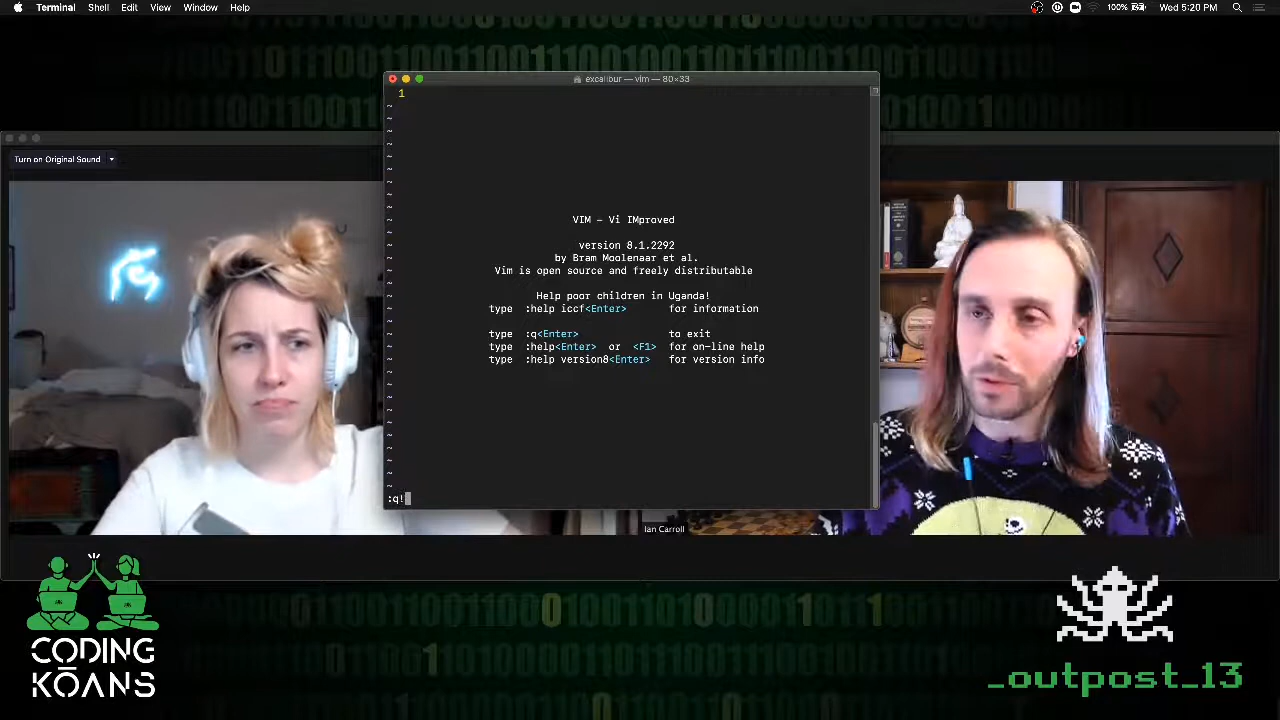 Terminal Shell Edit View Window Help
100% Wed 5:20 PM
excalibur — vim — 80×33
1
~
~
~
~
~
~
~
~
~
~ VIM - Vi IMproved
~
~ version 8.1.2292
~ by Bram Moolenaar et al.
~ Vim is open source and freely distributable
~
~ Help poor children in Uganda!
~ type :help iccf<Enter> for information
~
~ type :q<Enter> to exit
~ type :help<Enter> or <F1> for on-line help
~ type :help version8<Enter> for version info
~
~
~
~
~
~
~
~
~
~
:q!
Turn on Original Sound
Ian Carroll
CODING
KŌANS
_outpost_13